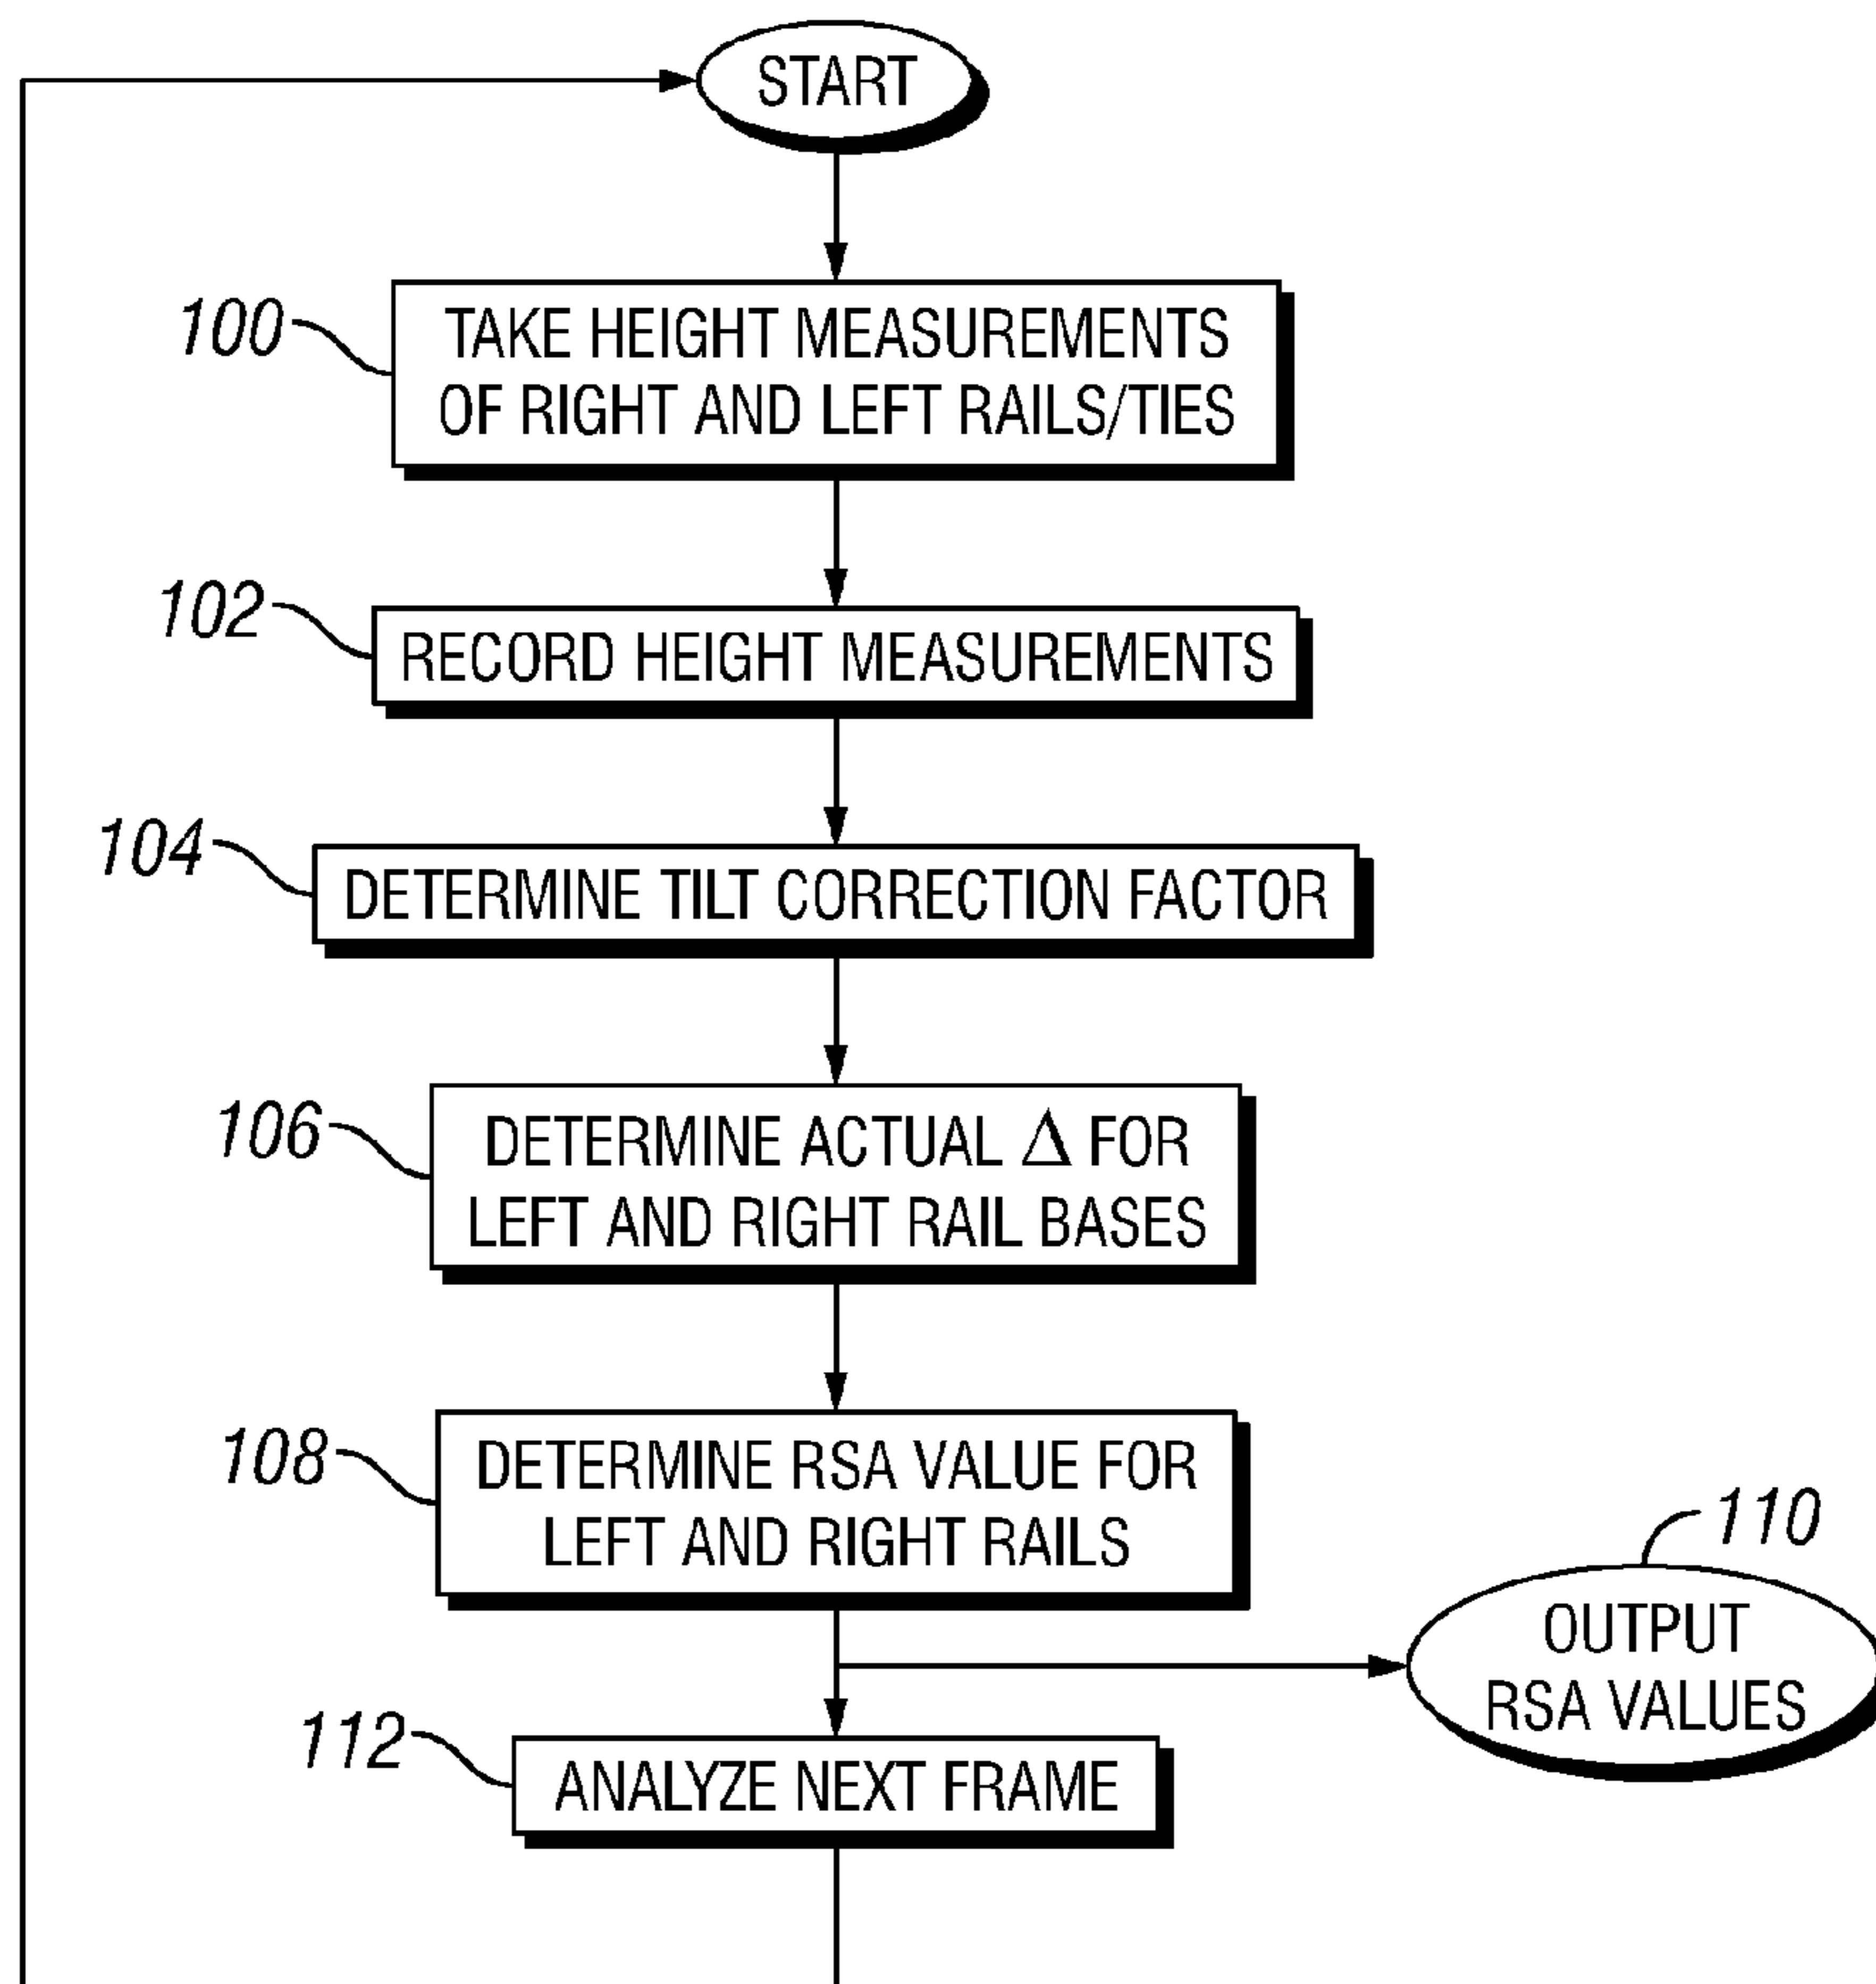 START
100
TAKE HEIGHT MEASUREMENTS
OF RIGHT AND LEFT RAILS/TIES
102
RECORD HEIGHT MEASUREMENTS
104
DETERMINE TILT CORRECTION FACTOR
106
DETERMINE ACTUAL Δ FOR
LEFT AND RIGHT RAIL BASES
108
DETERMINE RSA VALUE FOR
LEFT AND RIGHT RAILS
110
OUTPUT
RSA VALUES
112
ANALYZE NEXT FRAME